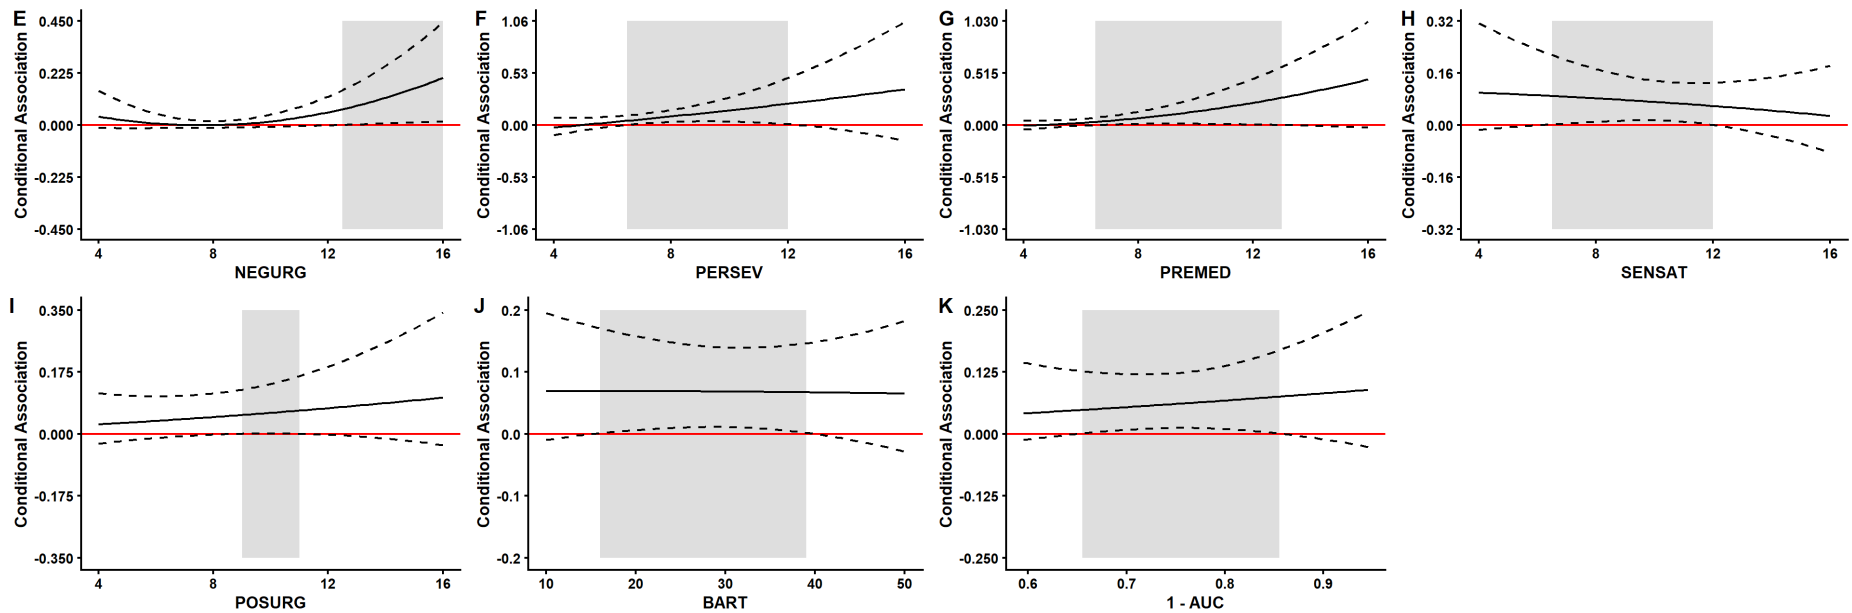 E
Conditional Association
0.450
0.225
0.000
-0.225
-0.450
4 8 12 16
NEGURG
F
Conditional Association
1.06
0.53
0.00
-0.53
-1.06
4 8 12 16
PERSEV
G
Conditional Association
1.030
0.515
0.000
-0.515
-1.030
4 8 12 16
PREMED
H
Conditional Association
0.32
0.16
0.00
-0.16
-0.32
4 8 12 16
SENSAT
I
Conditional Association
0.350
0.175
0.000
-0.175
-0.350
4 8 12 16
POSURG
J
Conditional Association
0.2
0.1
0.0
-0.1
-0.2
10 20 30 40 50
BART
K
Conditional Association
0.250
0.125
0.000
-0.125
-0.250
0.6 0.7 0.8 0.9
1 - AUC